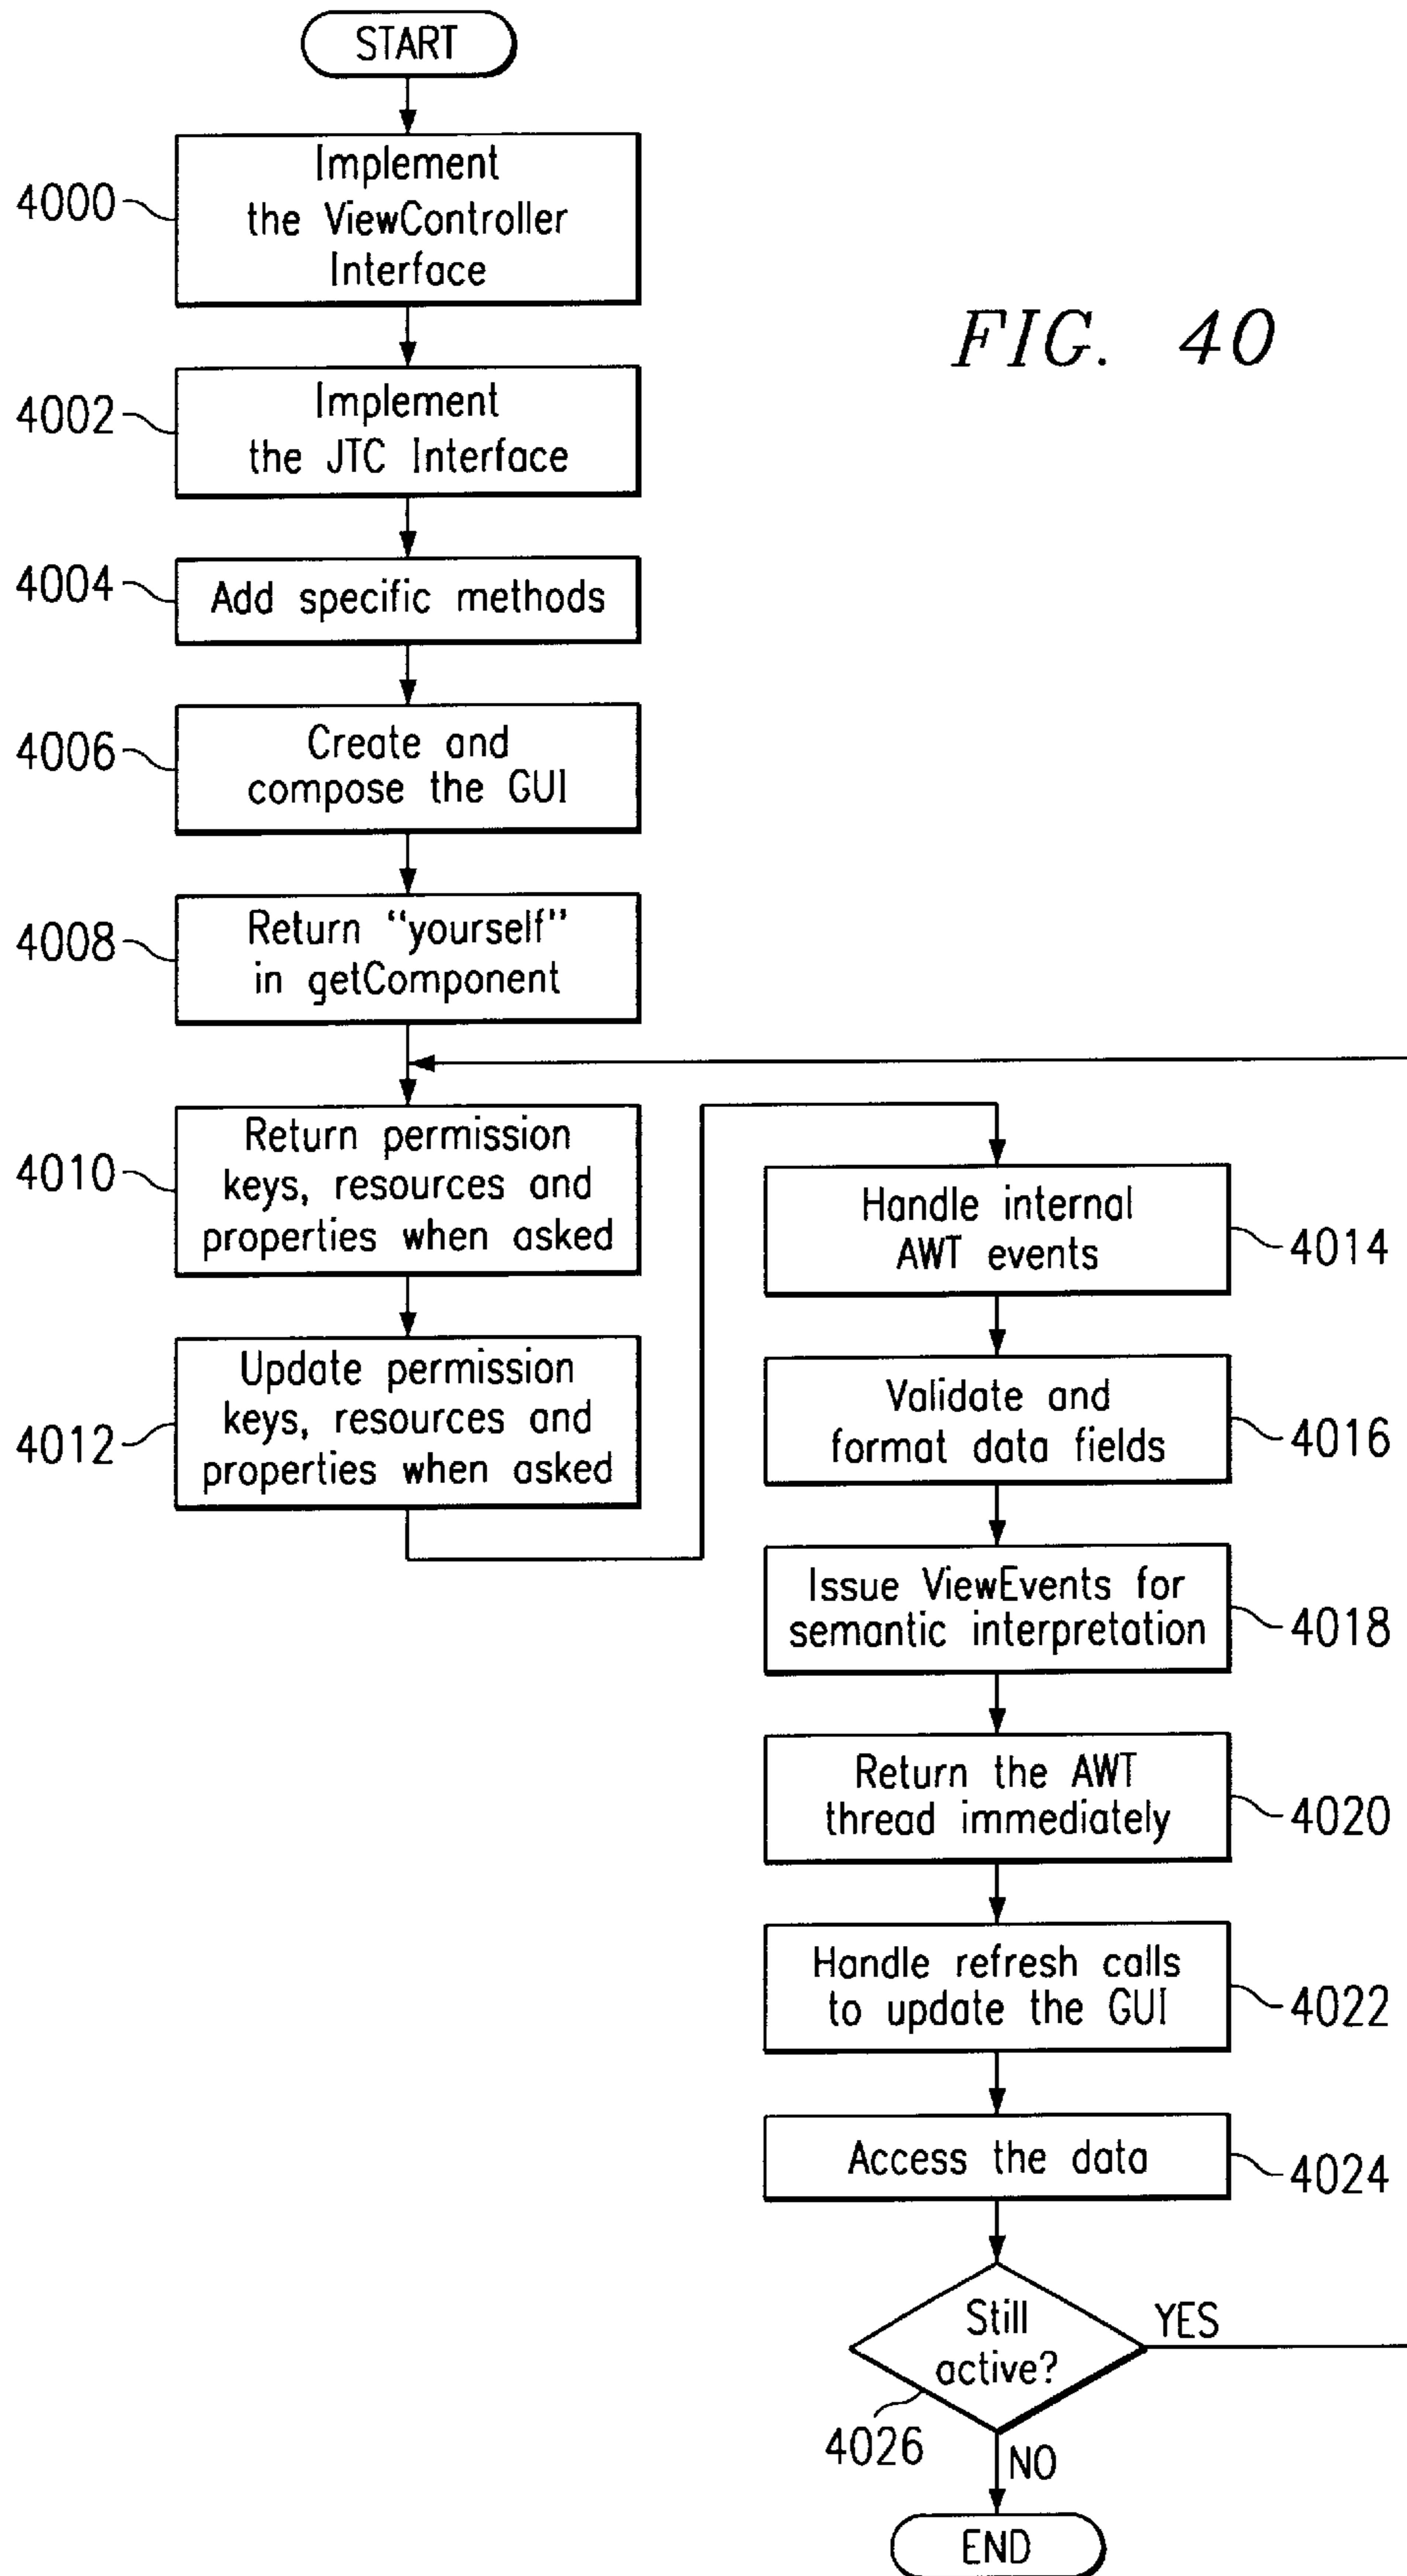 START
4000
Implement
the ViewController
Interface
FIG. 40
4002
Implement
the JTC Interface
4004
Add specific methods
4006
Create and
compose the GUI
4008
Return “yourself”
in getComponent
4010
Return permission
keys, resources and
properties when asked
4012
Update permission
keys, resources and
properties when asked
Handle internal
AWT events
4014
Validate and
format data fields
4016
Issue ViewEvents for
semantic interpretation
4018
Return the AWT
thread immediately
4020
Handle refresh calls
to update the GUI
4022
Access the data
4024
Still
active?
YES
4026
NO
END